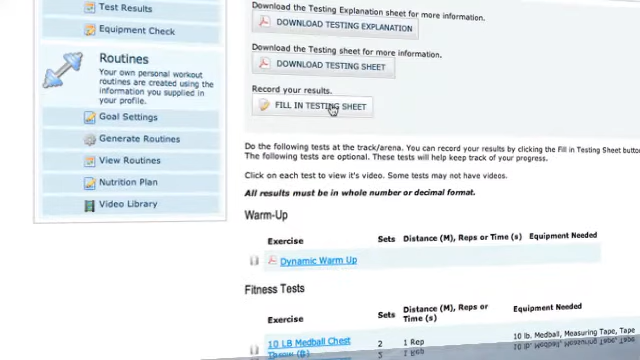 Test Results
Equipment Check
Routines
Your own personal workout
routines are created using the
information you supplied in
your profile.
Goal Settings
Generate Routines
View Routines
Nutrition Plan
Video Library
Download the Testing Explanation sheet for more information.
DOWNLOAD TESTING EXPLANATION
Download the Testing sheet for more information.
DOWNLOAD TESTING SHEET
Record your results.
FILL IN TESTING SHEET
Do the following tests at the track/arena. You can record your results by clicking the Fill in Testing Sheet button
The following tests are optional. These tests will help keep track of your progress.
Click on each test to view it's video. Some tests may not have videos.
All results must be in whole number or decimal format.
Warm-Up
Exercise Sets Distance (M), Reps or Time (s) Equipment Needed
Dynamic Warm Up
Fitness Tests
Exercise Sets Distance (M), Reps or Time (s) Equipment Needed
10 LB Medball Chest 2 1 Rep 10 lb. Medball, Measuring Tape, Tape